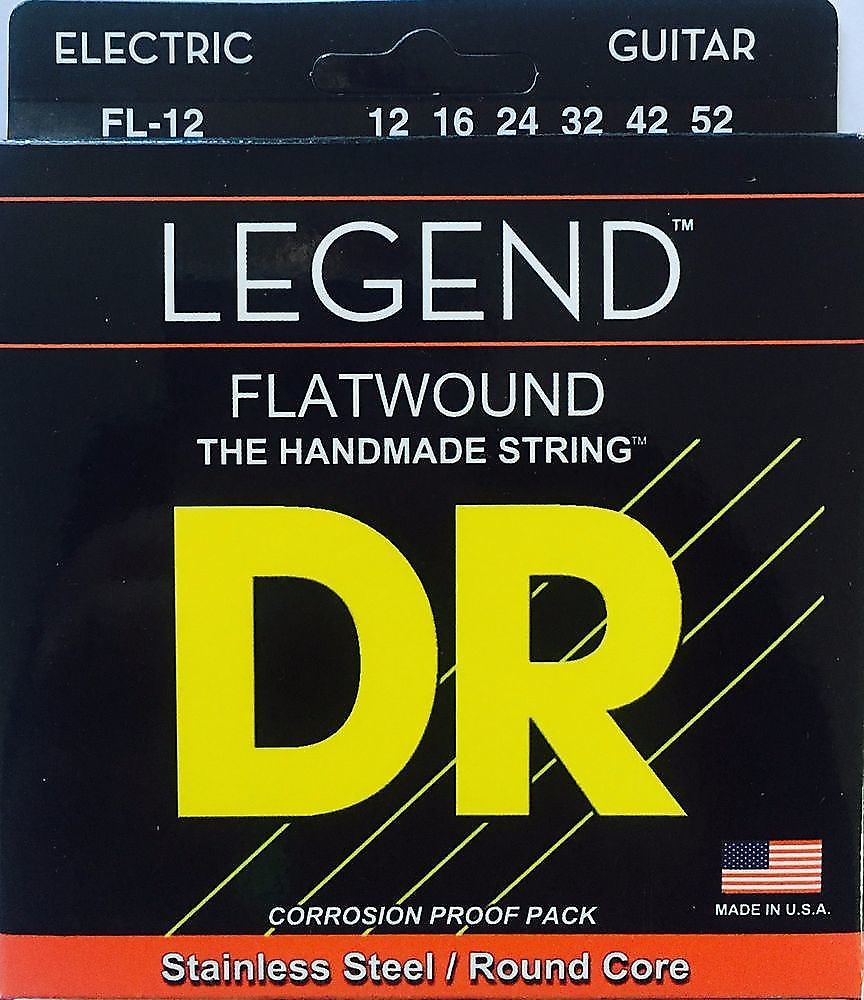 ELECTRIC GUITAR
FL-12 12 16 24 32 42 52
LEGEND™
FLATWOUND
THE HANDMADE STRING™
DR
MADE IN U.S.A.
CORROSION PROOF PACK
Stainless Steel / Round Core